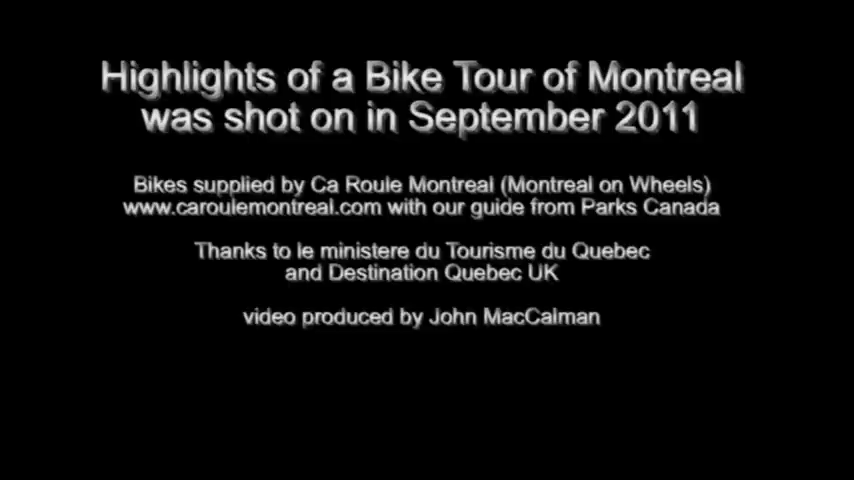 Highlights of a Bike Tour of Montreal
was shot on in September 2011
Bikes supplied by Ca Roule Montreal (Montreal on Wheels)
www.caroulemontreal.com with our guide from Parks Canada
Thanks to le ministere du Tourisme du Quebec
and Destination Quebec UK
video produced by John MacCalman